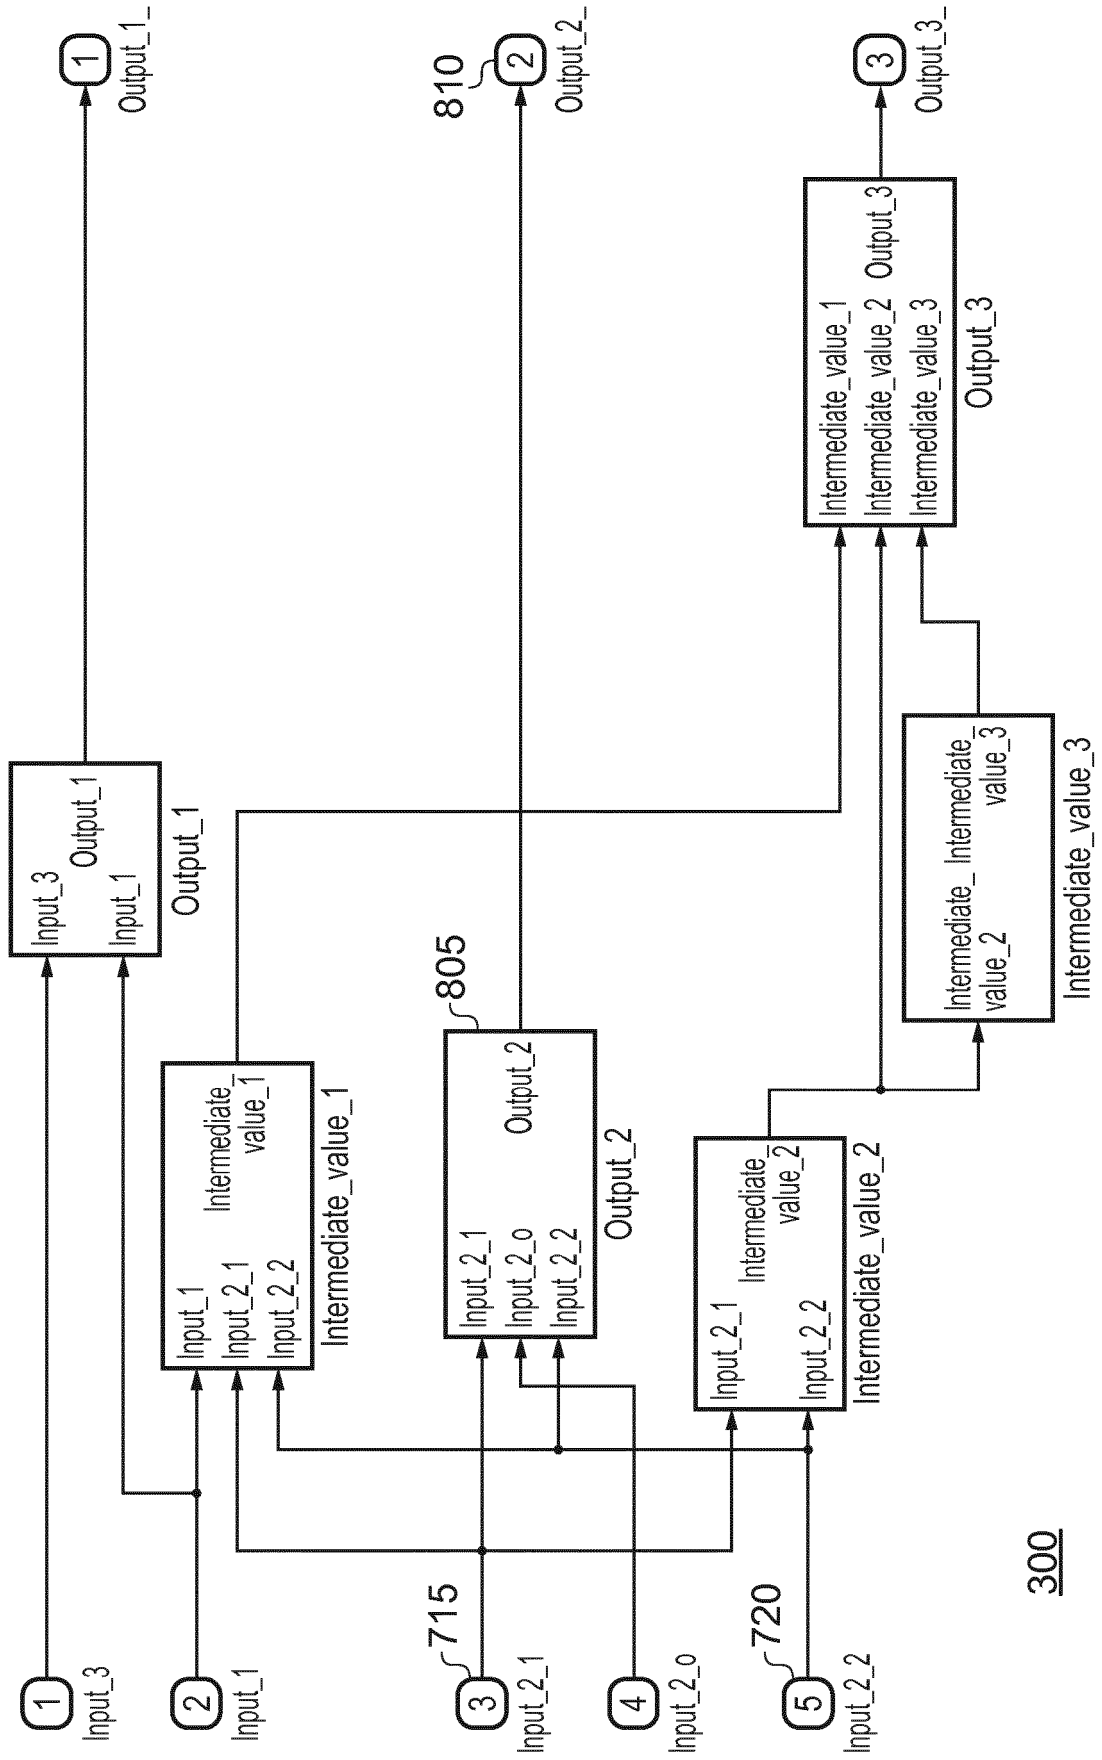 1
Input_3
2
Input_1
715
3
Input_2_1
4
Input_2_o
720
5
Input_2_2
300
Input_3
Input_1
Output_1
Output_1
Input_1
Input_2_1
Input_2_2
Intermediate_
value_1
Intermediate_value_1
805
Input_2_1
Input_2_o
Input_2_2
Output_2
Output_2
Input_2_1
Input_2_2
Intermediate_
value_2
Intermediate_value_2
Intermediate_
value_2
Intermediate_
value_3
Intermediate_value_3
Intermediate_value_1
Intermediate_value_2
Intermediate_value_3
Output_3
Output_3
1
Output_1_
810
2
Output_2_
3
Output_3_